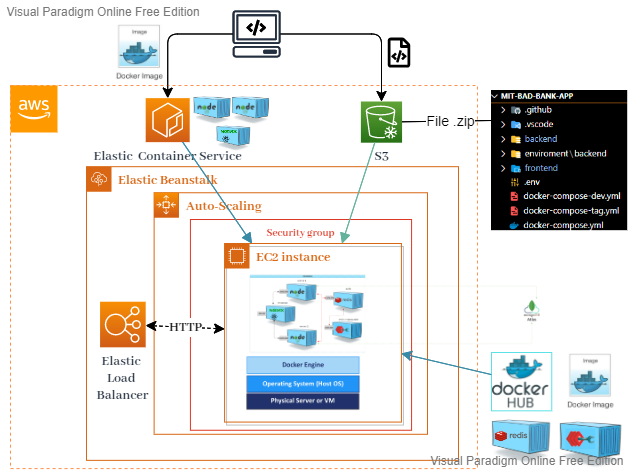 Visual Paradigm Online Free Edition
Image
Docker Image
aws
node
node
Elastic Container Service
S3
File .zip
MIT-BAD-BANK-APP
.github
.vscode
backend
enviroment\backend
frontend
.env
docker-compose-dev.yml
docker-compose-tag.yml
docker-compose.yml
Elastic Beanstalk
Auto-Scaling
Security group
EC2 instance
node
redis
node
HTTP
Docker Engine
Operating System (Host OS)
Physical Server or VM
Elastic
Load
Balancer
Atlas
docker
HUB
Image
Docker Image
redis
Visual Paradigm Online Free Edition